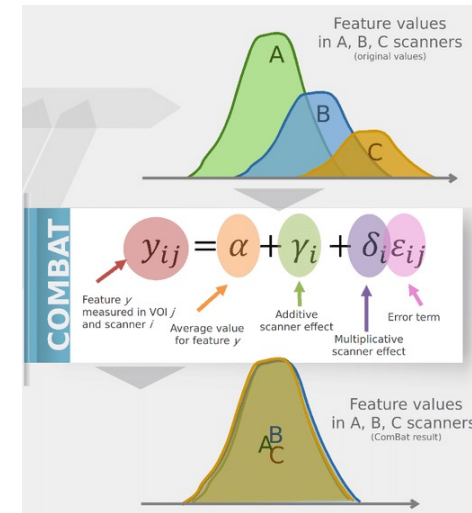 Feature values
in A, B, C scanners
(original values)
A
B
C
COMBAT
yij = α + γi + δiεij
Feature y
measured in VOI j
and scanner i
Average value
for feature y
Additive
scanner effect
Multiplicative
scanner effect
Error term
Feature values
in A, B, C scanners
(ComBat result)
B
A
C